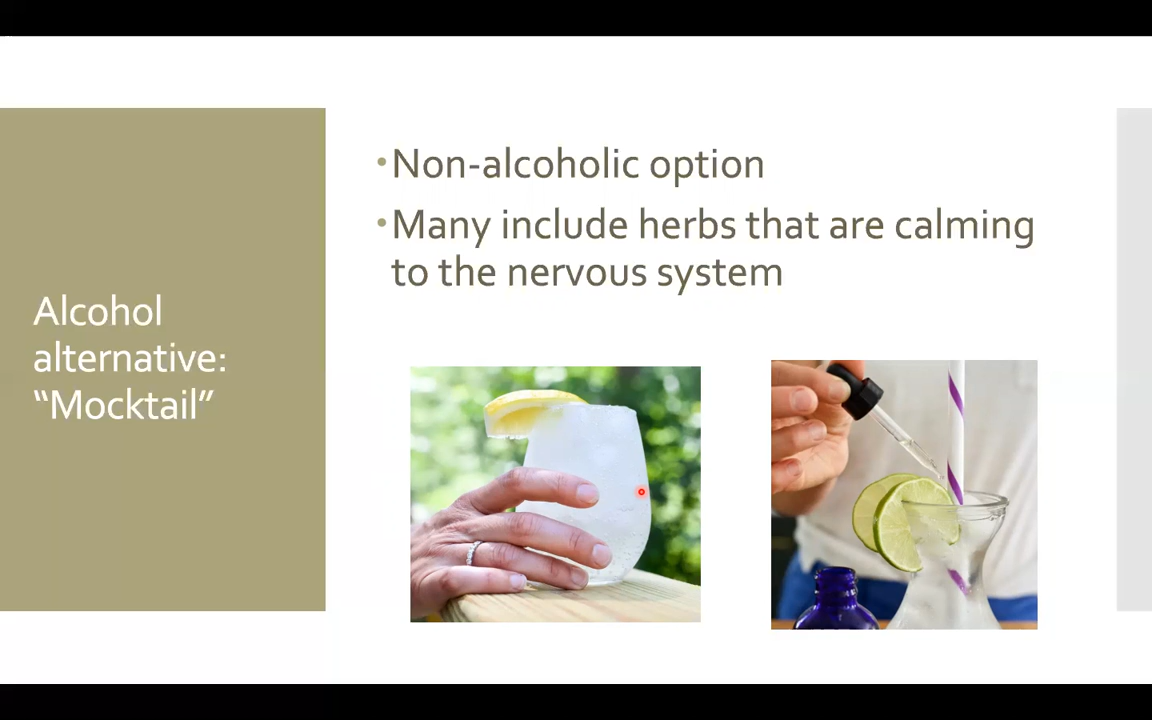 Alcohol
alternative:
“Mocktail”
•Non-alcoholic option
•Many include herbs that are calming
to the nervous system